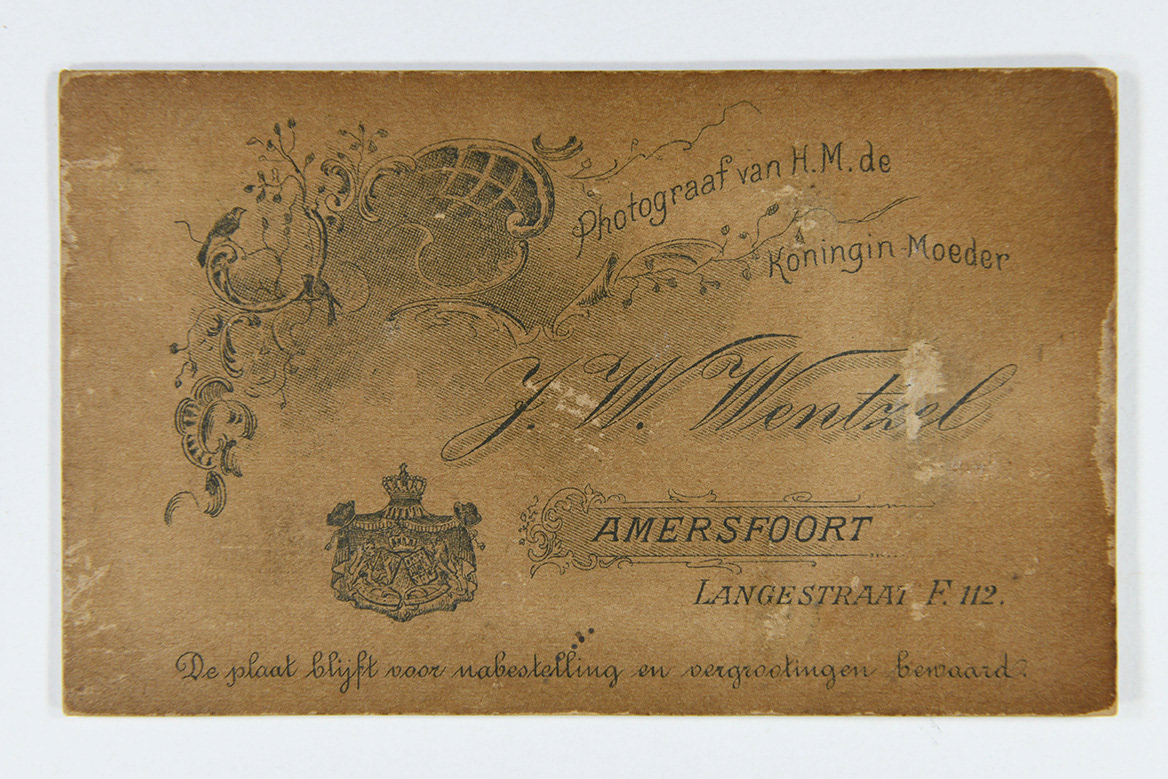 Photograaf van H.M. de
Koningin-Moeder
J. W. Wentzel
AMERSFOORT
LANGESTRAAT F. 112.
De plaat blijft voor nabestelling en vergrootingen bewaard.